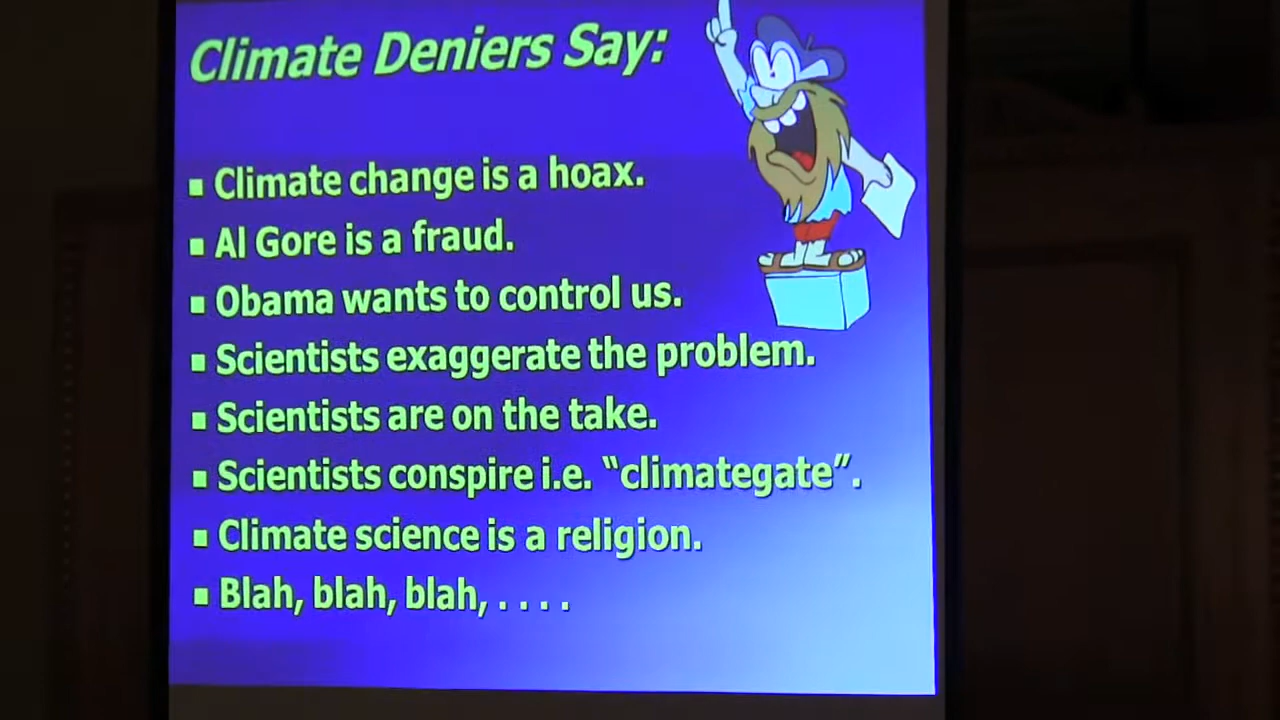 Climate Deniers Say:
▪ Climate change is a hoax.
▪ Al Gore is a fraud.
▪ Obama wants to control us.
▪ Scientists exaggerate the problem.
▪ Scientists are on the take.
▪ Scientists conspire i.e. “climategate”.
▪ Climate science is a religion.
▪ Blah, blah, blah, . . . .